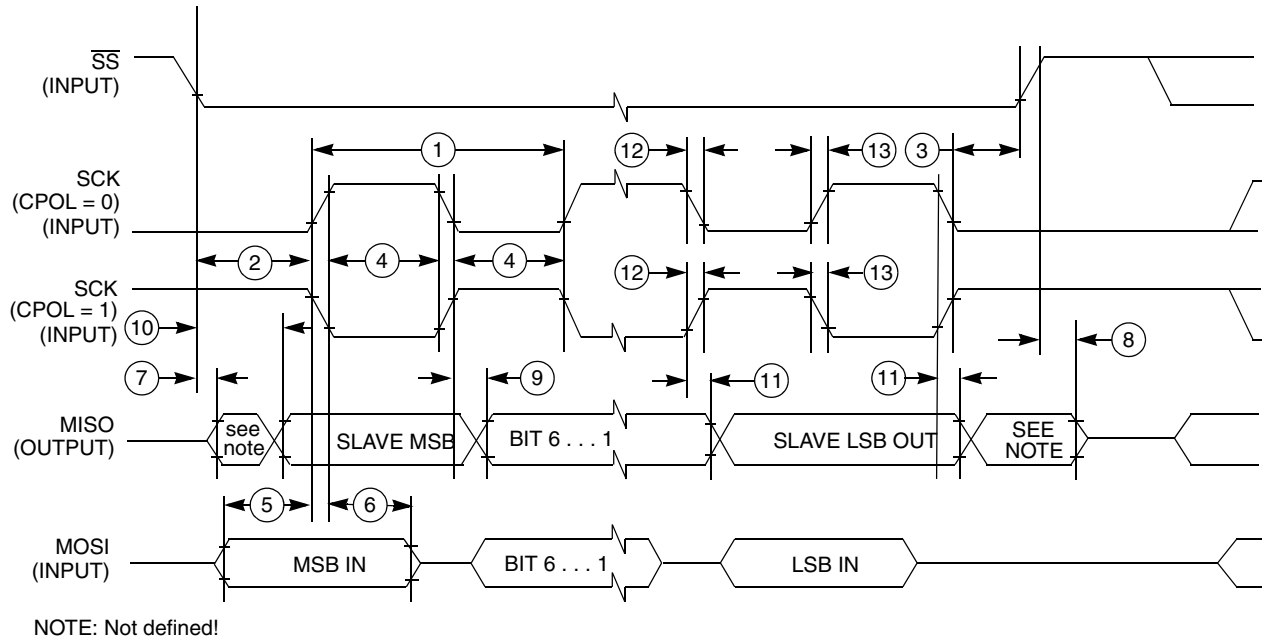 SS
(INPUT)
1
12
13
3
SCK
(CPOL = 0)
(INPUT)
2
4
4
12
13
SCK
(CPOL = 1)
(INPUT)
10
7
9
11
11
8
MISO
(OUTPUT)
see
note
SLAVE MSB
BIT 6 . . . 1
SLAVE LSB OUT
SEE
NOTE
5
6
MOSI
(INPUT)
MSB IN
BIT 6 . . . 1
LSB IN
NOTE: Not defined!